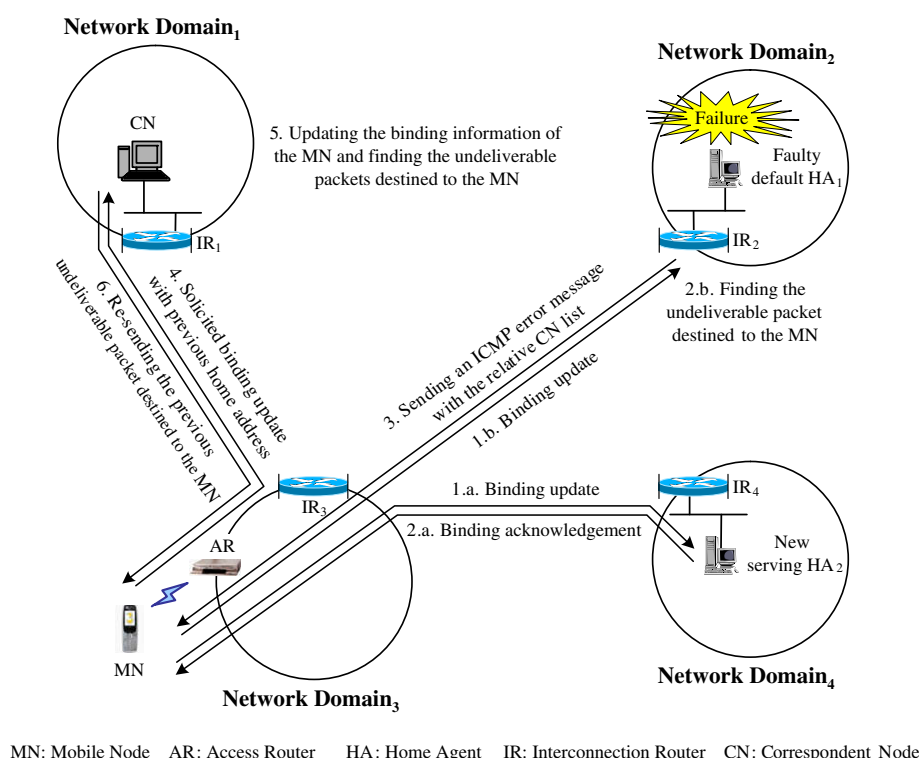 Network Domain1
Network Domain2
CN
5. Updating the binding information of
the MN and finding the undeliverable
packets destined to the MN
Failure
Faulty
default HA1
IR1
IR2
2.b. Finding the
undeliverable packet
destined to the MN
4. Solicited binding update
with previous home address
6. Re-sending the previous
undeliverable packet destined to the MN
3. Sending an ICMP error message
with the relative CN list
1.b. Binding update
IR3
1.a. Binding update
2.a. Binding acknowledgement
IR4
New
serving HA2
AR
MN
Network Domain3
Network Domain4
MN: Mobile Node AR: Access Router HA: Home Agent IR: Interconnection Router CN: Correspondent Node